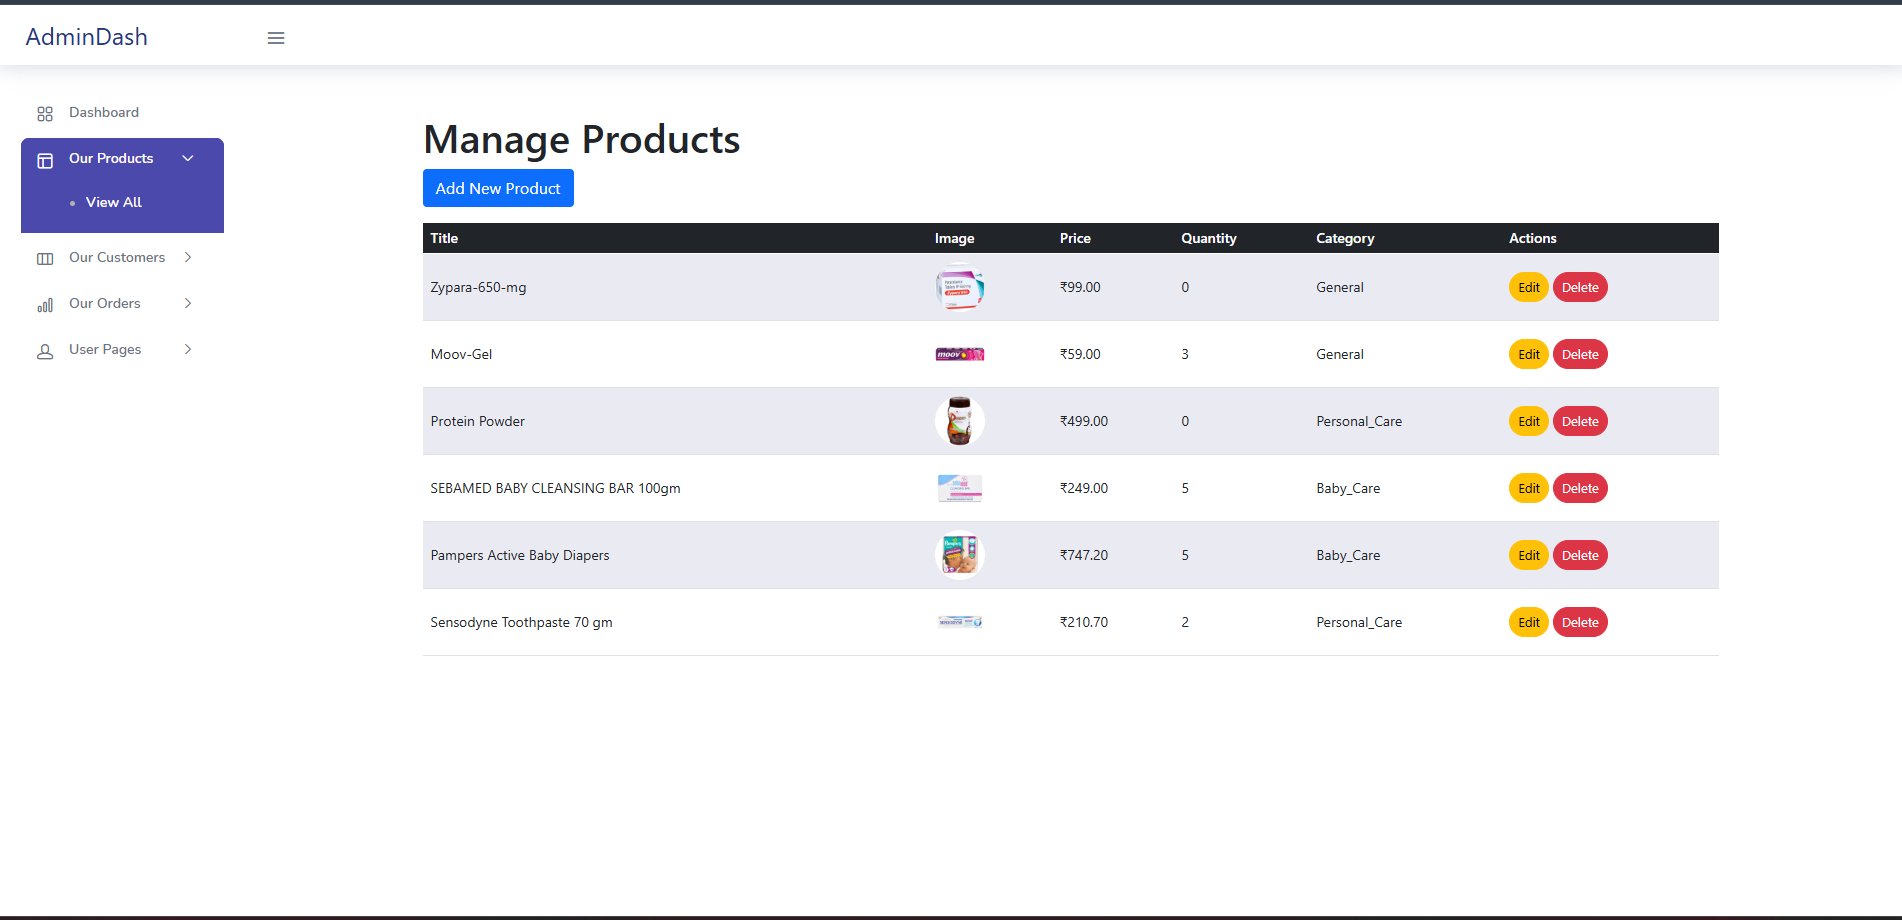 AdminDash
Dashboard
Our Products
View All
Our Customers
Our Orders
User Pages
Manage Products
Add New Product
Title Image Price Quantity Category Actions
Zypara-650-mg ₹99.00 0 General Edit Delete
Moov-Gel moov ₹59.00 3 General Edit Delete
Protein Powder ₹499.00 0 Personal_Care Edit Delete
SEBAMED BABY CLEANSING BAR 100gm ₹249.00 5 Baby_Care Edit Delete
Pampers Active Baby Diapers Pampers ₹747.20 5 Baby_Care Edit Delete
Sensodyne Toothpaste 70 gm SENSODYNE ₹210.70 2 Personal_Care Edit Delete